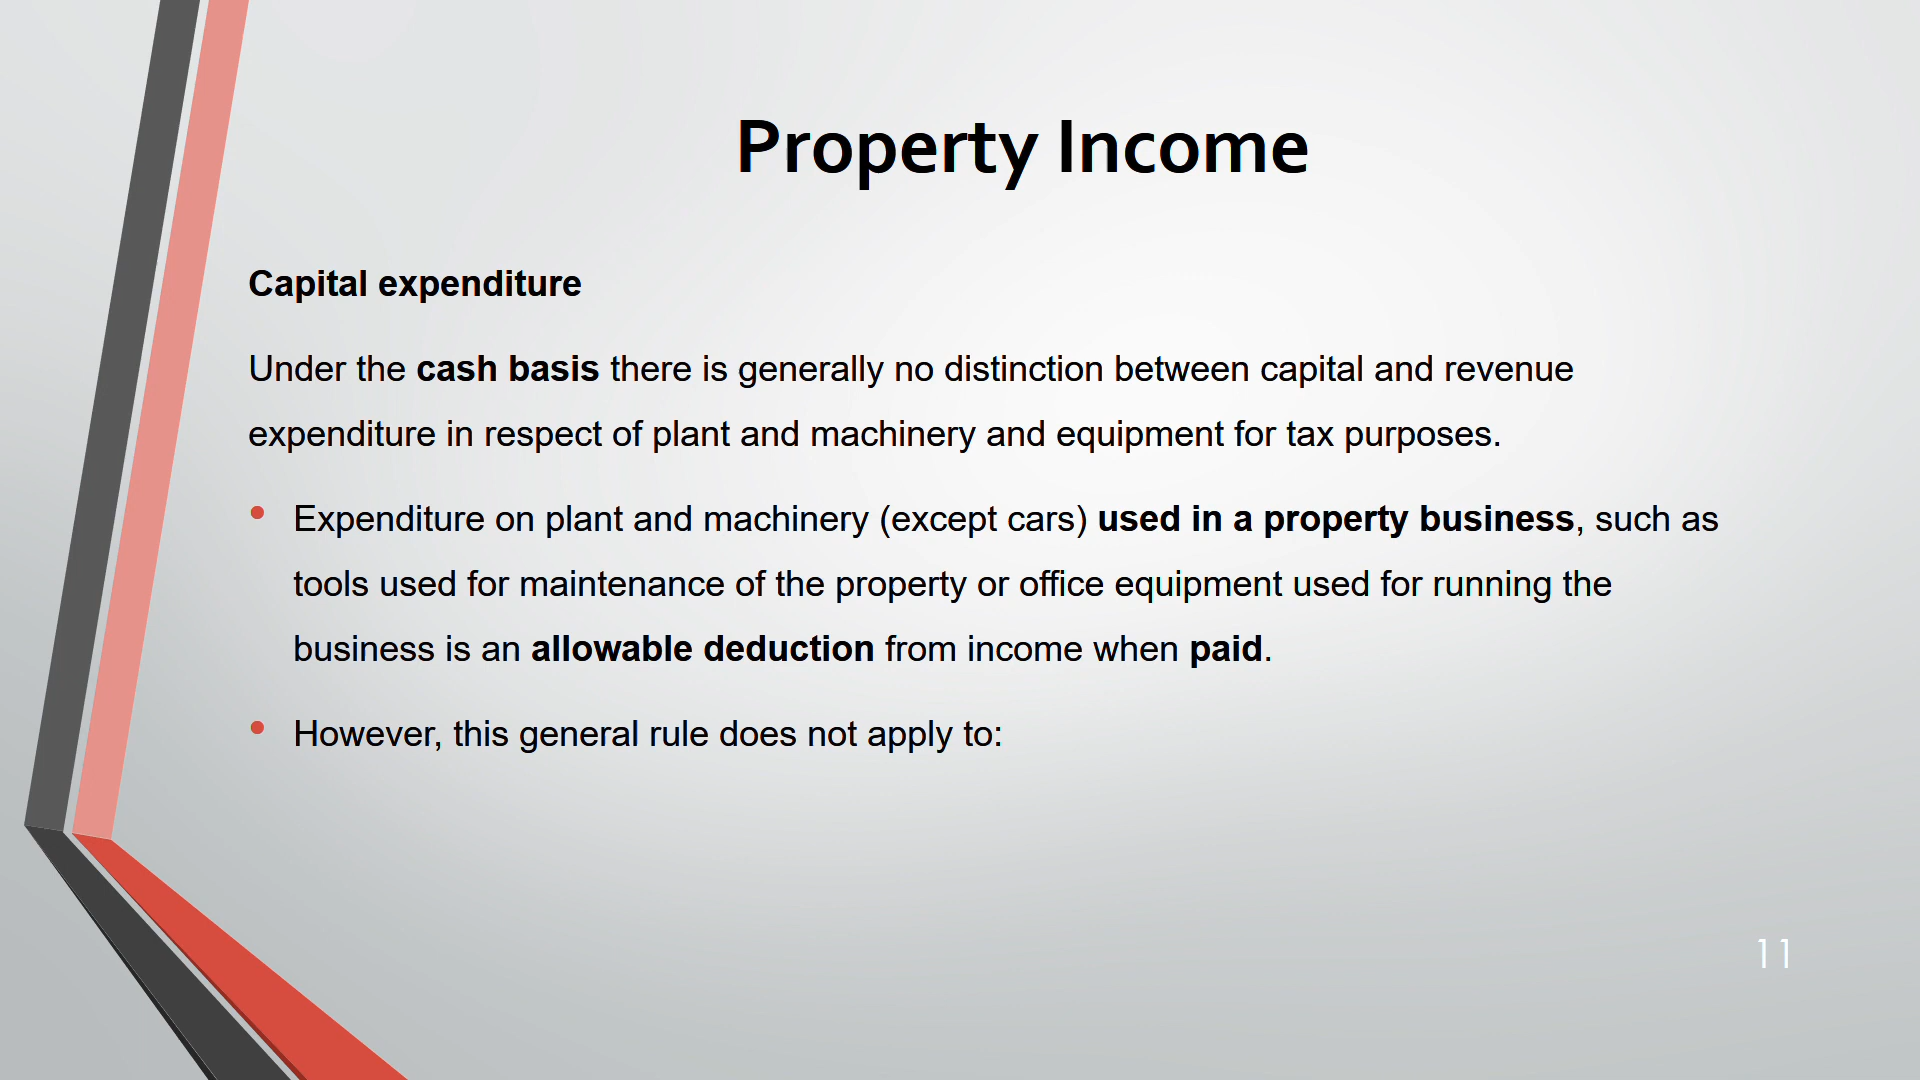 Property Income
Capital expenditure
Under the cash basis there is generally no distinction between capital and revenue
expenditure in respect of plant and machinery and equipment for tax purposes.
• Expenditure on plant and machinery (except cars) used in a property business, such as
tools used for maintenance of the property or office equipment used for running the
business is an allowable deduction from income when paid.
• However, this general rule does not apply to:
11